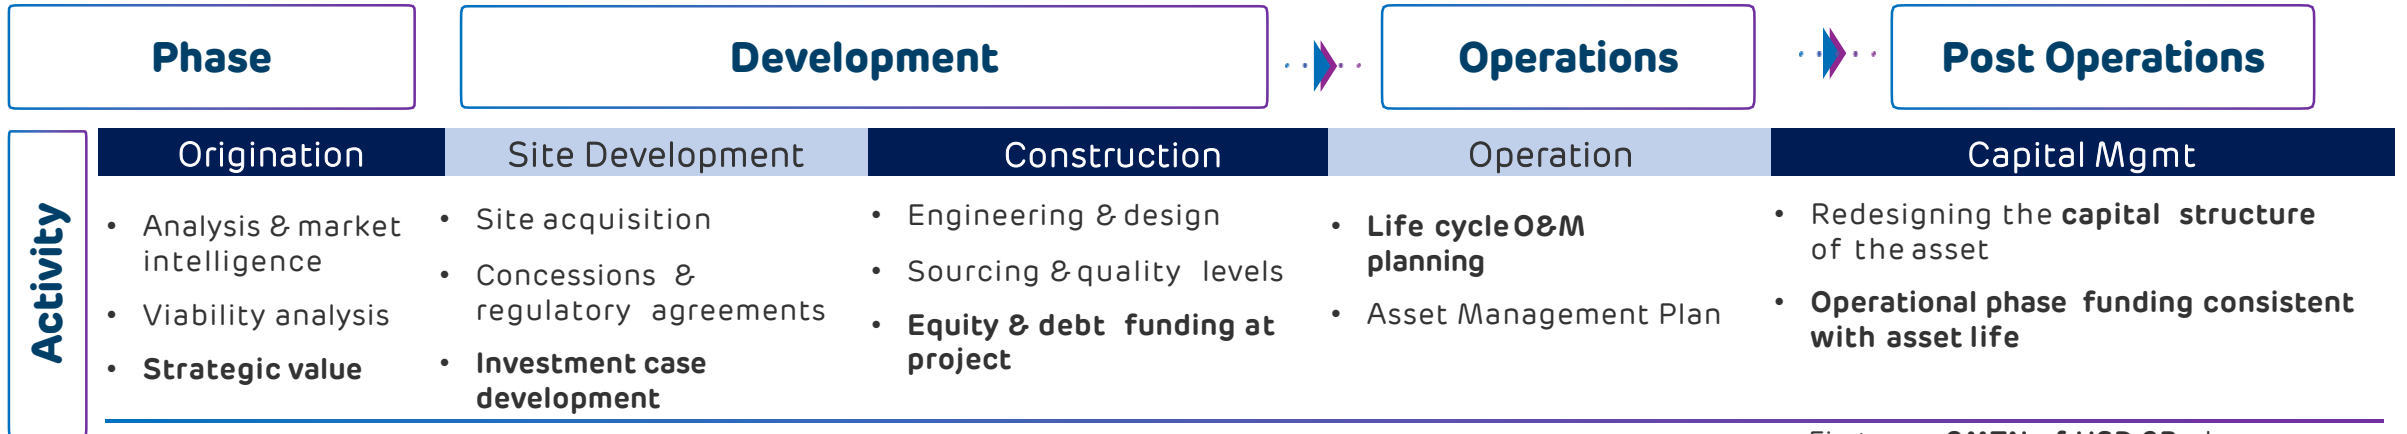 Phase
Development
Operations
Post Operations
Activity
Origination
Site Development
Construction
Operation
Capital Mgmt
• Analysis & market
intelligence
• Viability analysis
• Strategic value
• Site acquisition
• Concessions &
regulatory agreements
• Investment case
development
• Engineering & design
• Sourcing & quality levels
• Equity & debt funding at
project
• Life cycle O&M
planning
• Asset Management Plan
• Redesigning the capital structure
of the asset
• Operational phase funding consistent
with asset life